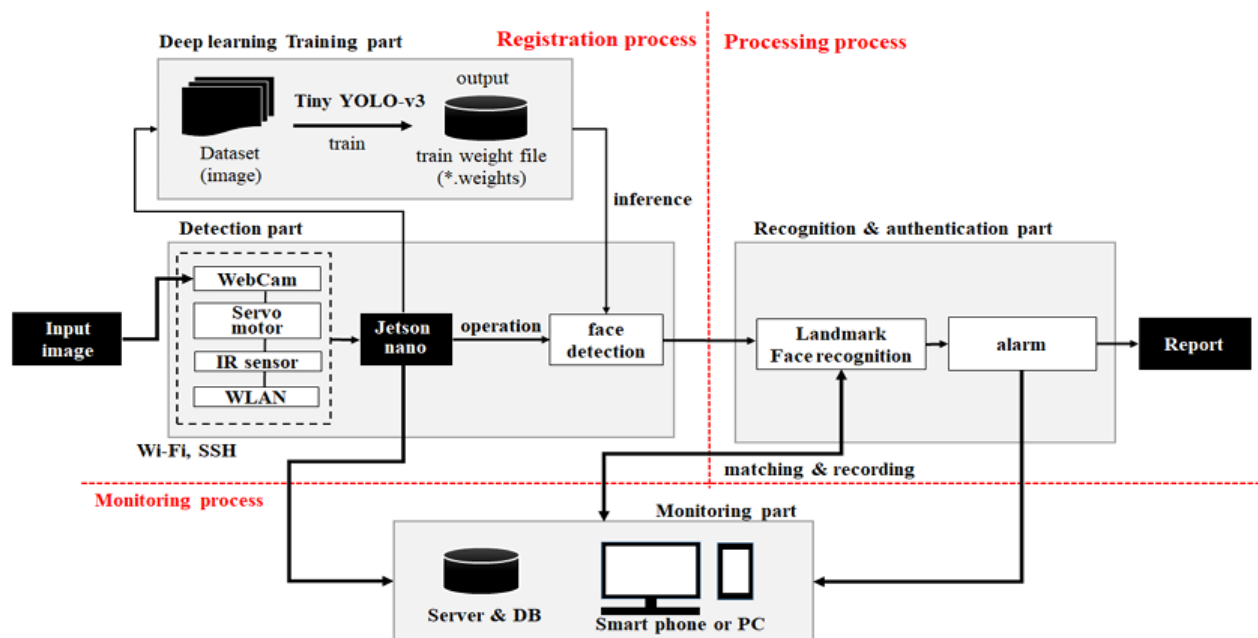 Deep learning Training part
Registration process
Processing process
output
Tiny YOLO-v3
train
Dataset
(image)
train weight file
(*.weights)
inference
Detection part
Recognition & authentication part
WebCam
Servo
motor
IR sensor
WLAN
Input
image
Jetson
nano
operation
face
detection
Landmark
Face recognition
alarm
Report
Wi-Fi, SSH
matching & recording
Monitoring process
Monitoring part
Server & DB
Smart phone or PC